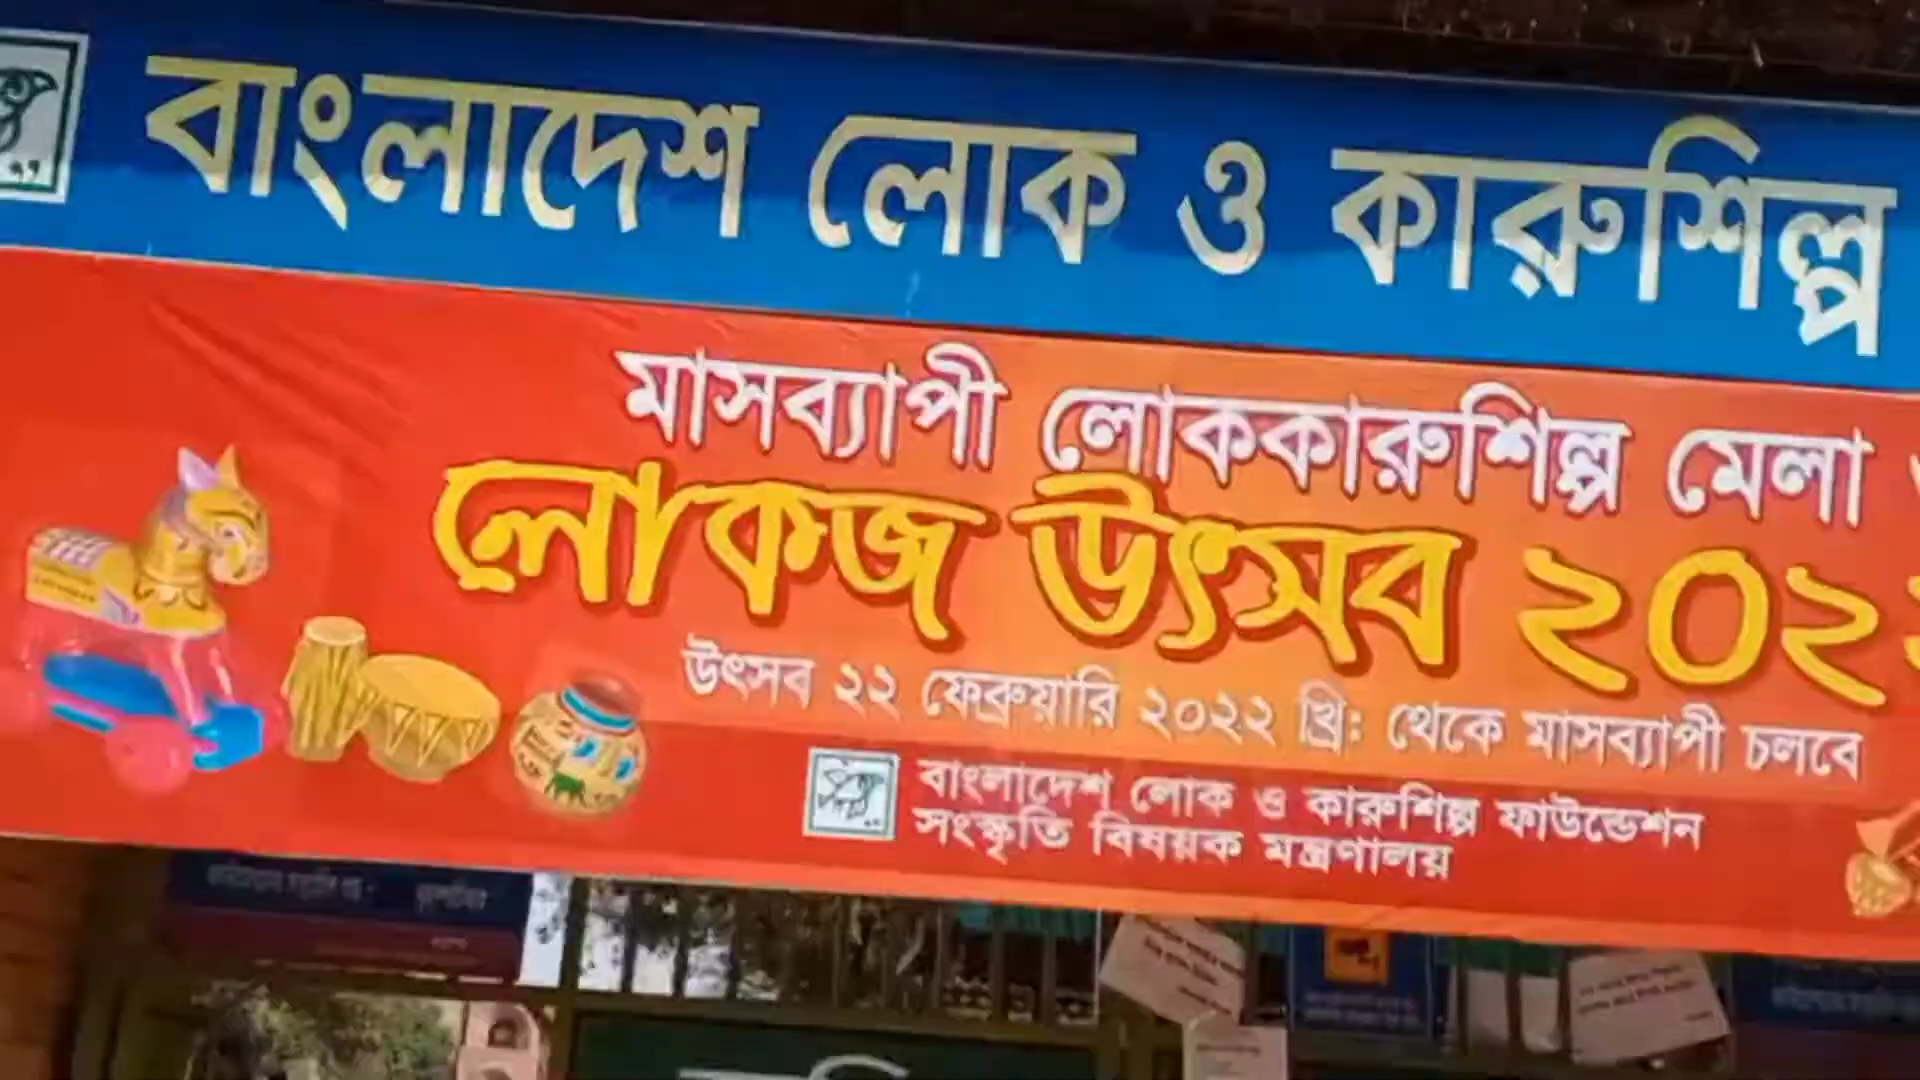 বাংলাদেশ লোক ও কারুশিল্প
মাসব্যাপী লোককারুশিল্প মেলা
লোকজ উৎসব ২০২
উৎসব ২২ ফেব্রুয়ারি ২০২২ খ্রি: থেকে মাসব্যাপী চলবে
বাংলাদেশ লোক ও কারুশিল্প ফাউন্ডেশন
সংস্কৃতি বিষয়ক মন্ত্রণালয়